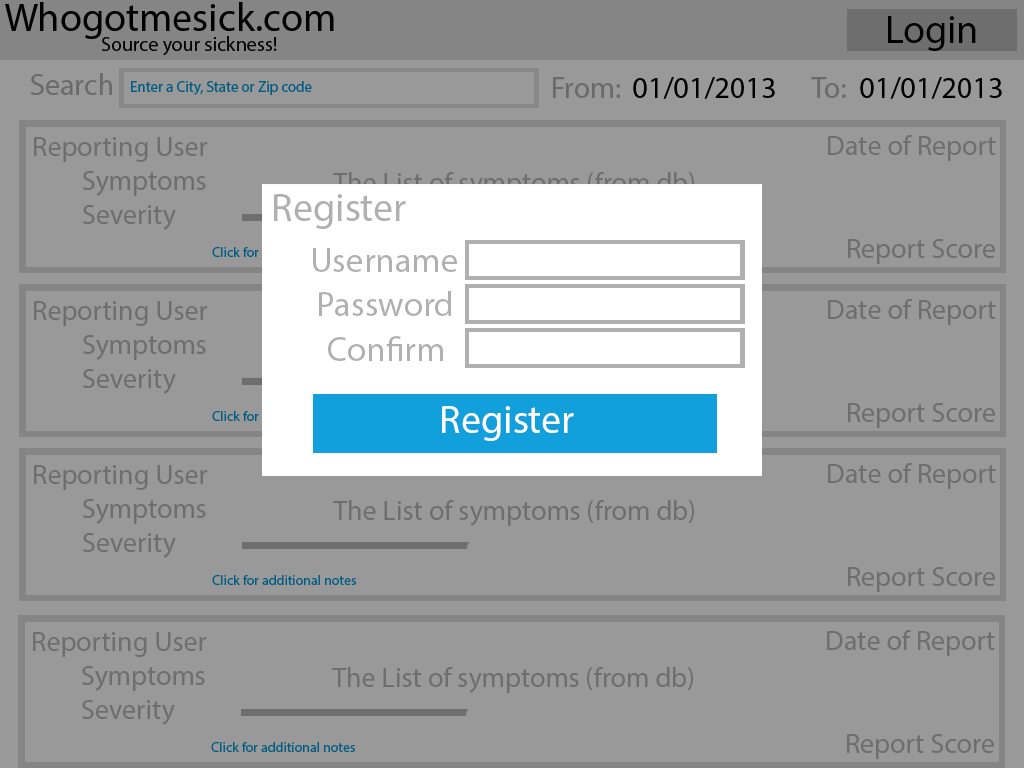 Whogotmesick.com
Source your sickness!
Login
Search
Enter a City, State or Zip code
From: 01/01/2013
To: 01/01/2013
Reporting User
Date of Report
Symptoms
The List of symptoms (from db)
Severity
Click for
Report Score
Register
Username
Password
Confirm
Register
Reporting User
Date of Report
Symptoms
Severity
Click for
Report Score
Reporting User
Date of Report
Symptoms
The List of symptoms (from db)
Severity
Click for additional notes
Report Score
Reporting User
Date of Report
Symptoms
The List of symptoms (from db)
Severity
Click for additional notes
Report Score